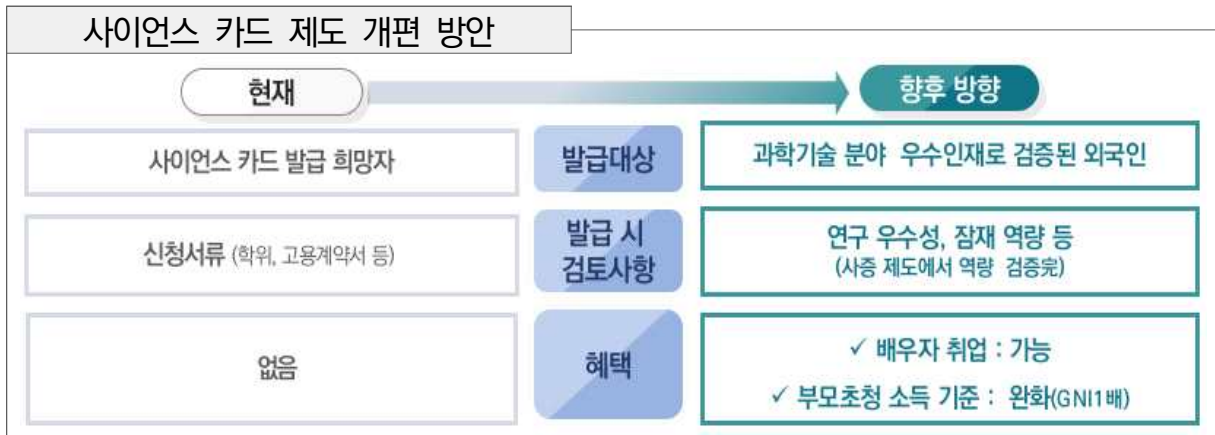 사이언스 카드 제도 개편 방안
현재
향후 방향
사이언스 카드 발급 희망자
발급대상
과학기술 분야 우수인재로 검증된 외국인
신청서류 (학위, 고용계약서 등)
발급 시
검토사항
연구 우수성, 잠재 역량 등
(사증 제도에서 역량 검증完)
없음
혜택
✓ 배우자 취업 : 가능
✓ 부모초청 소득 기준 : 완화(GNI1배)